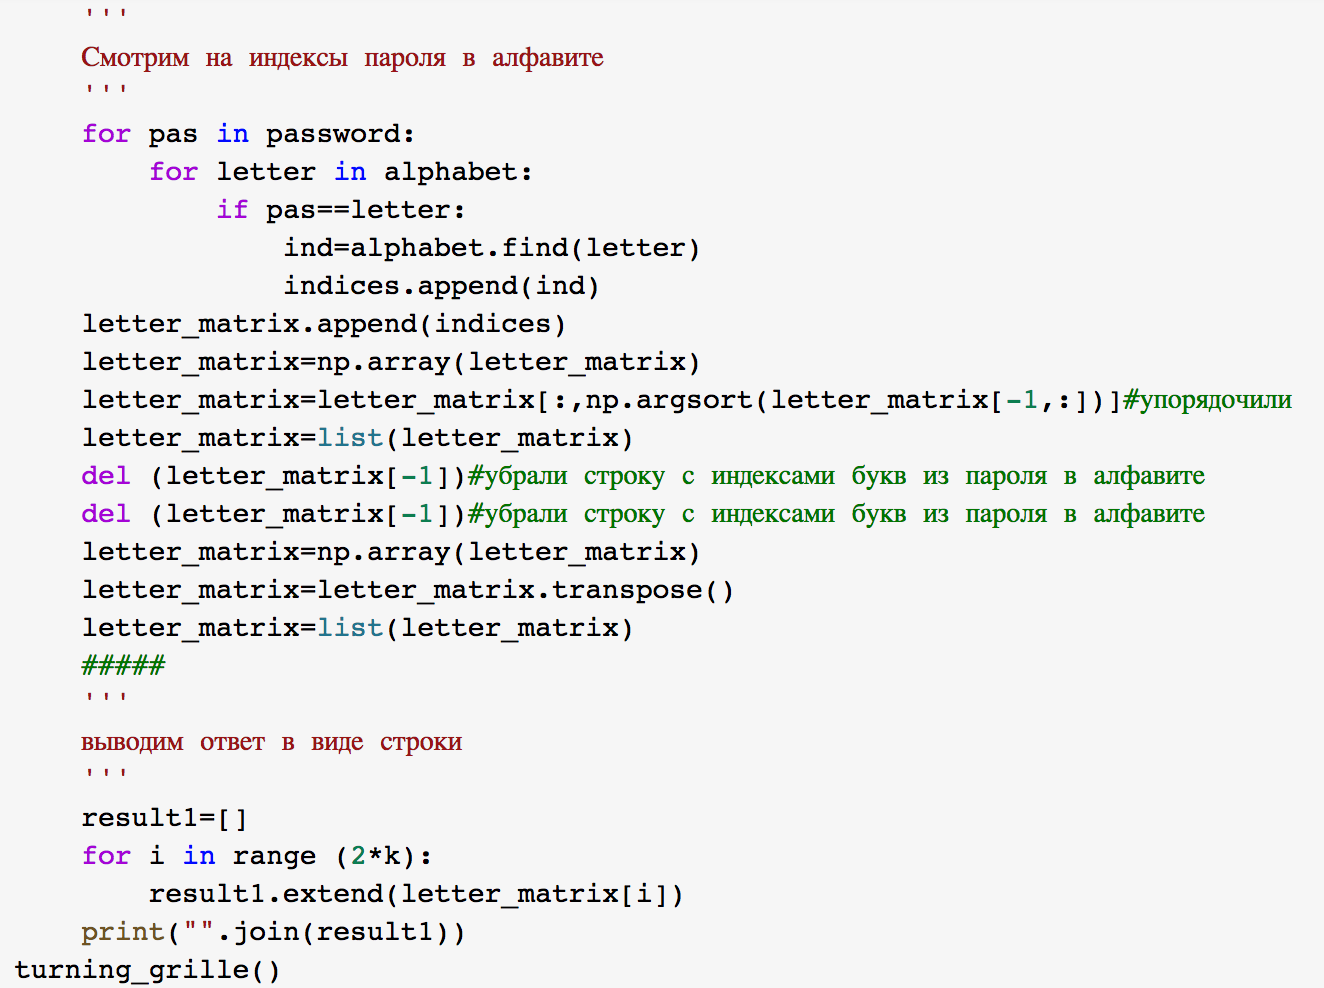 '''
Смотрим на индексы пароля в алфавите
'''
for pas in password:
    for letter in alphabet:
        if pas==letter:
            ind=alphabet.find(letter)
            indices.append(ind)
letter_matrix.append(indices)
letter_matrix=np.array(letter_matrix)
letter_matrix=letter_matrix[:,np.argsort(letter_matrix[-1,:])]#упорядочили
letter_matrix=list(letter_matrix)
del (letter_matrix[-1])#убрали строку с индексами букв из пароля в алфавите
del (letter_matrix[-1])#убрали строку с индексами букв из пароля в алфавите
letter_matrix=np.array(letter_matrix)
letter_matrix=letter_matrix.transpose()
letter_matrix=list(letter_matrix)
#####
'''
выводим ответ в виде строки
'''
result1=[]
for i in range (2*k):
    result1.extend(letter_matrix[i])
print("".join(result1))
turning_grille()